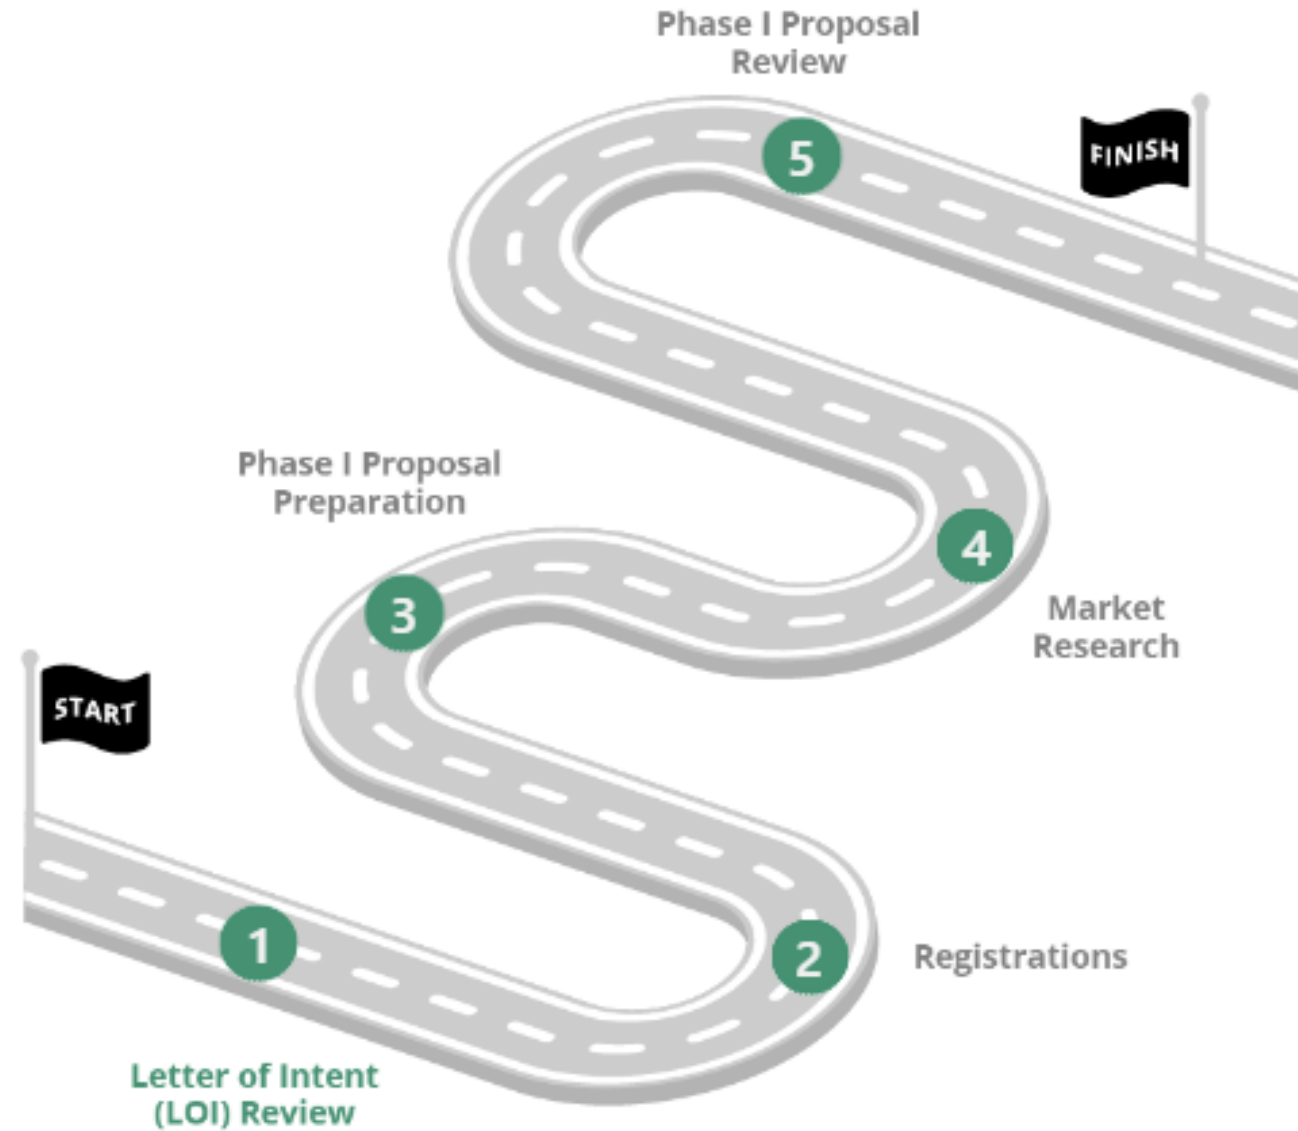 Phase I Proposal
Review
5
FINISH
Phase I Proposal
Preparation
4
3
Market
Research
START
1
2
Registrations
Letter of Intent
(LOI) Review